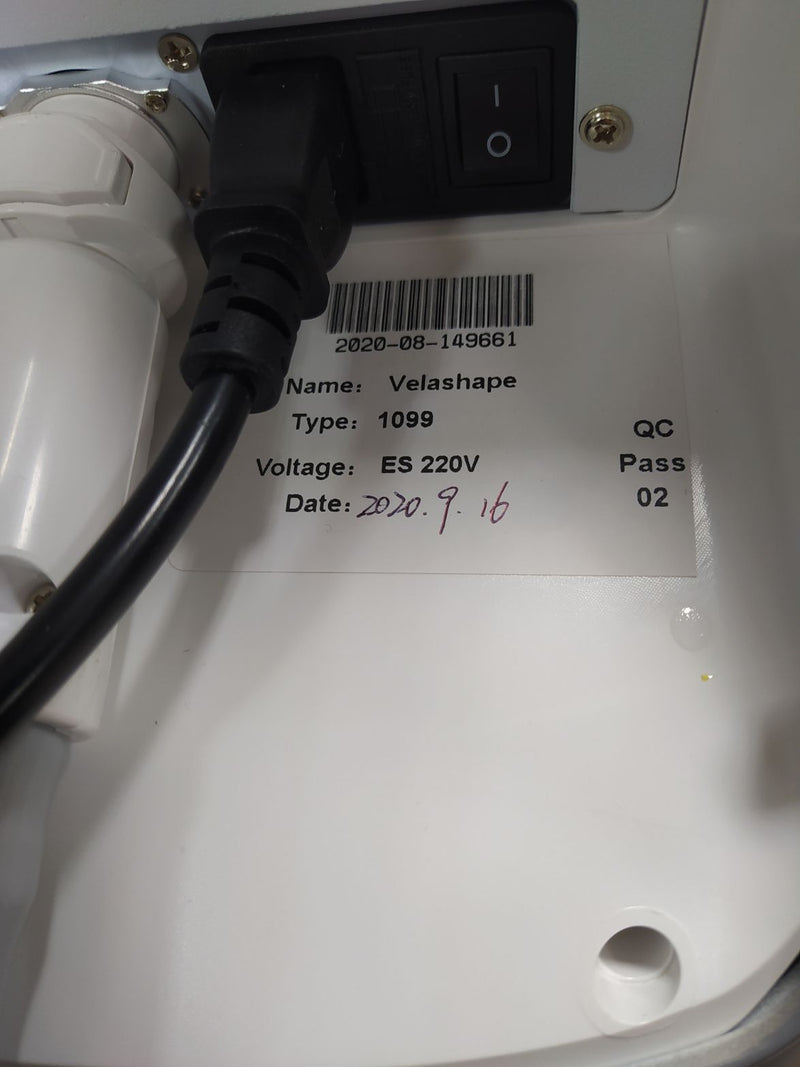 2020-08-149661
Name: Velashape
Type: 1099
Voltage: ES 220V
Date: 2020.9.16
QC
Pass
02